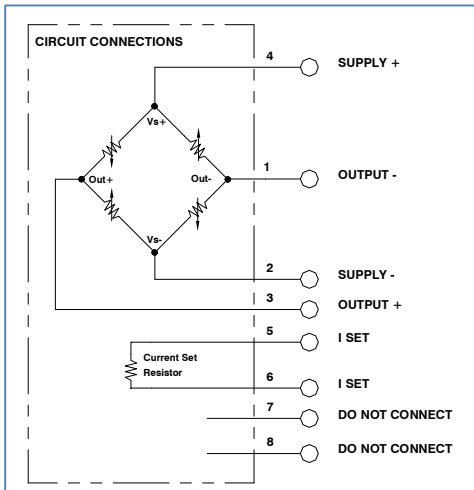 CIRCUIT CONNECTIONS
4 SUPPLY +
Vs+
Out+ Out- 1 OUTPUT -
Vs-
2 SUPPLY -
3 OUTPUT +
5 I SET
Current Set
Resistor
6 I SET
7 DO NOT CONNECT
8 DO NOT CONNECT